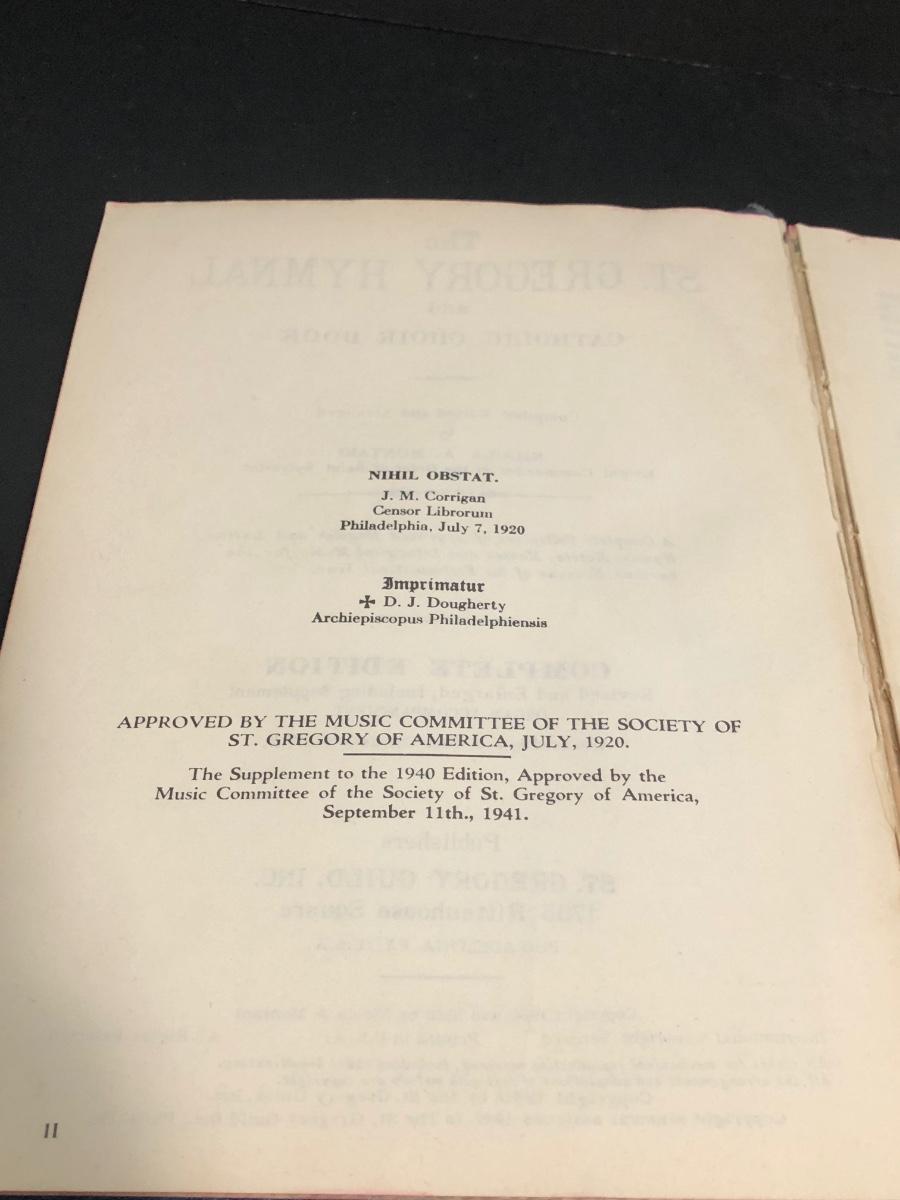 NIHIL OBSTAT.
J. M. Corrigan
Censor Librorum
Philadelphia, July 7, 1920
Imprimatur
✠ D. J. Dougherty
Archiepiscopus Philadelphiensis
APPROVED BY THE MUSIC COMMITTEE OF THE SOCIETY OF
ST. GREGORY OF AMERICA, JULY, 1920.
The Supplement to the 1940 Edition, Approved by the
Music Committee of the Society of St. Gregory of America,
September 11th., 1941.
II